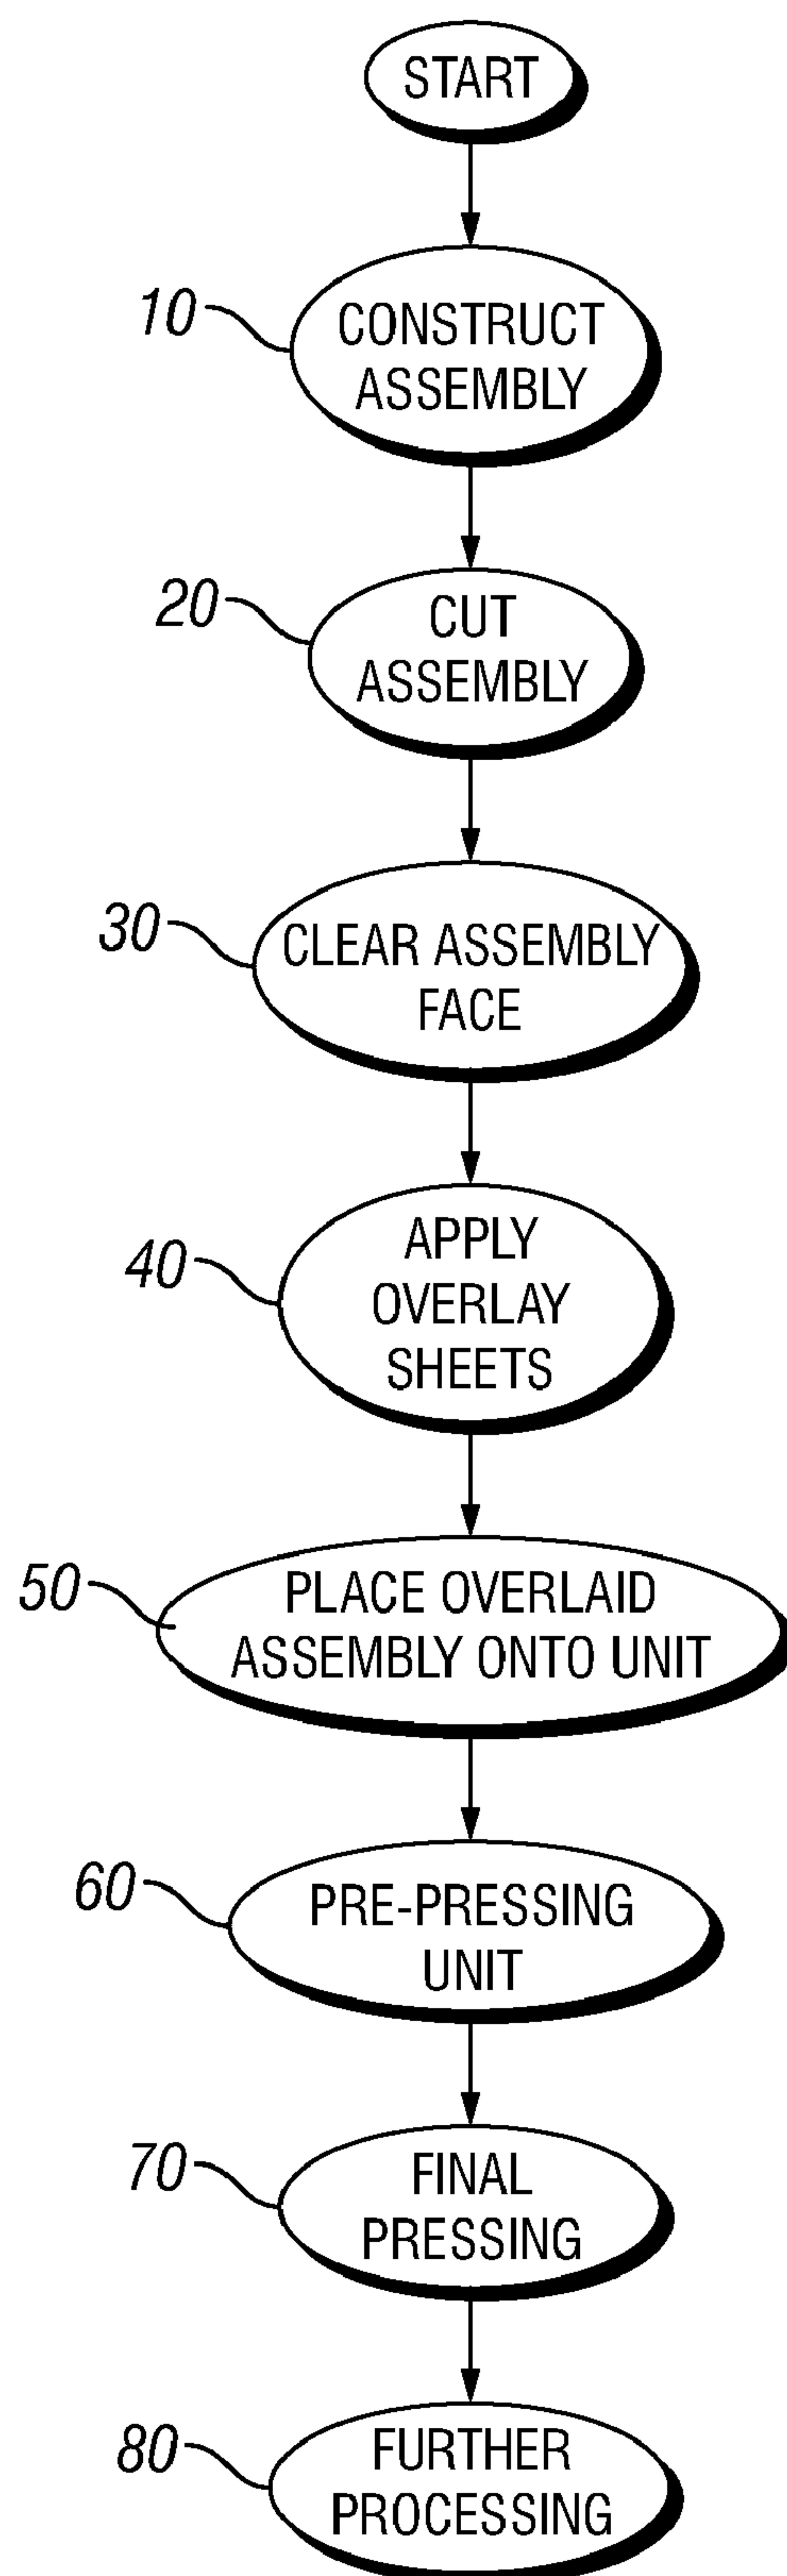 START
10
CONSTRUCT
ASSEMBLY
20
CUT
ASSEMBLY
30
CLEAR ASSEMBLY
FACE
40
APPLY
OVERLAY
SHEETS
50
PLACE OVERLAID
ASSEMBLY ONTO UNIT
60
PRE-PRESSING
UNIT
70
FINAL
PRESSING
80
FURTHER
PROCESSING